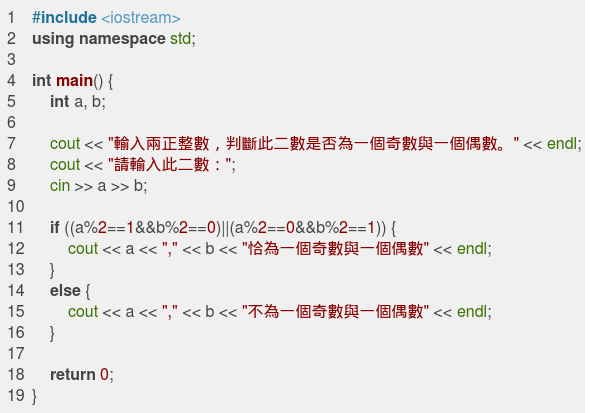 1 #include <iostream>
2 using namespace std;
3
4 int main() {
5 int a, b;
6
7 cout << "輸入兩正整數，判斷此二數是否為一個奇數與一個偶數。" << endl;
8 cout << "請輸入此二數：";
9 cin >> a >> b;
10
11 if ((a%2==1&&b%2==0)||(a%2==0&&b%2==1)) {
12 cout << a << "," << b << "恰為一個奇數與一個偶數" << endl;
13 }
14 else {
15 cout << a << "," << b << "不為一個奇數與一個偶數" << endl;
16 }
17
18 return 0;
19 }